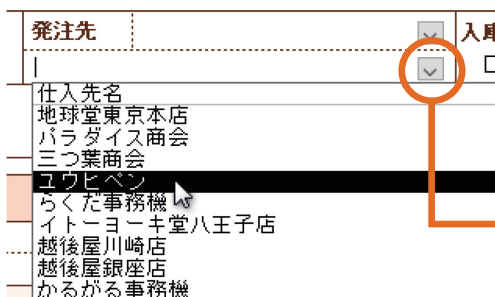 発注先
入庫
仕入先名
地球堂東京本店
パラダイス商会
三つ葉商会
ユウヒペン
らくだ事務機
イトーヨーキ堂八王子店
越後屋川崎店
越後屋銀座店
かるがる事務機